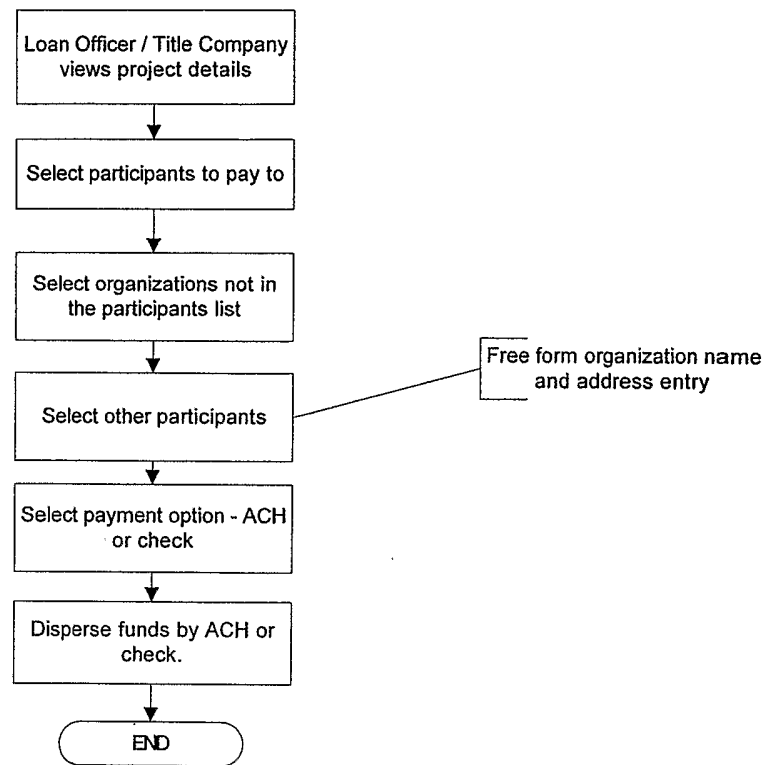 Loan Officer / Title Company
views project details
Select participants to pay to
Select organizations not in
the participants list
Free form organization name
and address entry
Select other participants
Select payment option - ACH
or check
Disperse funds by ACH or
check.
END